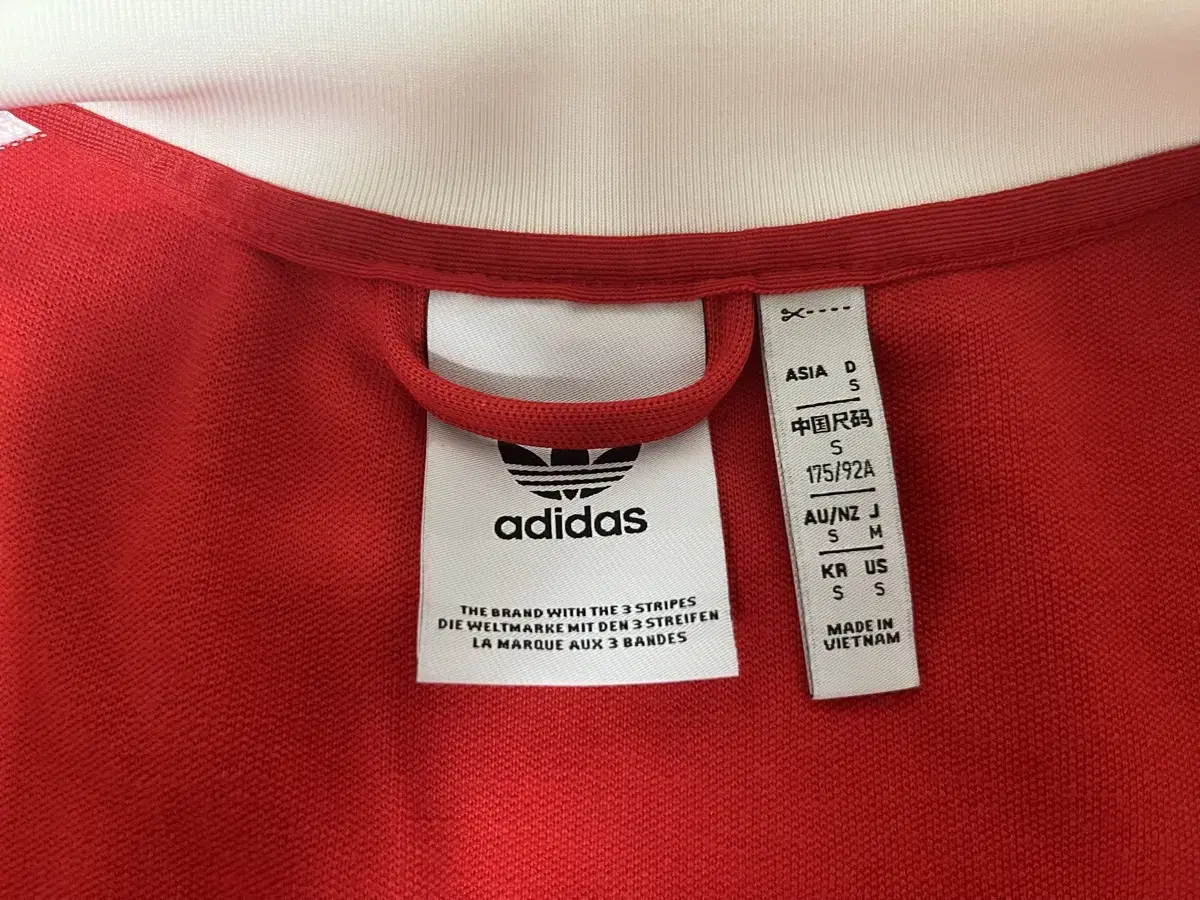 adidas
THE BRAND WITH THE 3 STRIPES
DIE WELTMARKE MIT DEN 3 STREIFEN
LA MARQUE AUX 3 BANDES
ASIA D
S
中国尺码
S
175/92A
AU/NZ J
S M
KR US
S S
MADE IN
VIETNAM